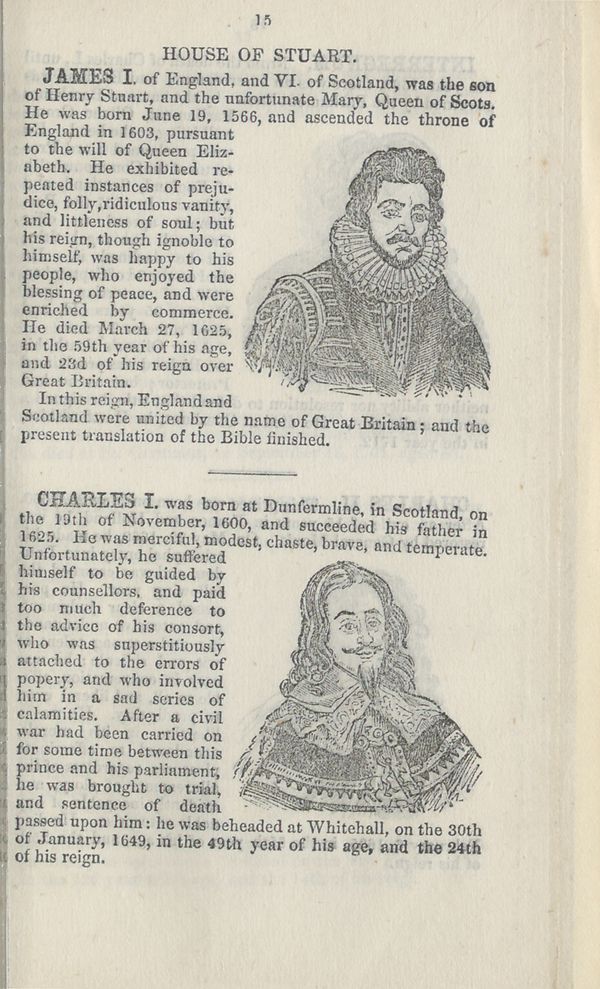 15
HOUSE OF STUART.
JAMES I. of England, and VI. of Scotland, was the son
of Henry Stuart, and the unfortunate Mary, Queen of Scots.
He was born June 19, 1566, and ascended the throne of
England in 1603, pursuant
to the will of Queen Eliz-
abeth. He exhibited re-
peated instances of preju-
dice, folly, ridiculous vanity,
and littleness of soul; but
his reign, though ignoble to
himself, was happy to his
people, who enjoyed the
blessing of peace, and were
enriched by commerce.
He died March 27, 1625,
in the 59th year of his age,
and 23d of his reign over
Great Britain.
In this reign, England and
Scotland were united by the name of Great Britain; and the
present translation of the Bible finished.
CHARLES I. was born at Dunfermline, in Scotland, on
the 19th of November, 1600, and succeeded his father in
1625. He was merciful, modest, chaste, brave, and temperate.
Unfortunately, he suffered
himself to be guided by
his counsellors, and paid
too much deference to
the advice of his consort,
who was superstitiously
attached to the errors of
popery, and who involved
him in a sad series of
calamities. After a civil
war had been carried on
for some time between this
prince and his parliament,
he was brought to trial,
and sentence of death
passed upon him: he was beheaded at Whitehall, on the 30th
of January, 1649, in the 49th year of his age, and the 24th
of his reign.